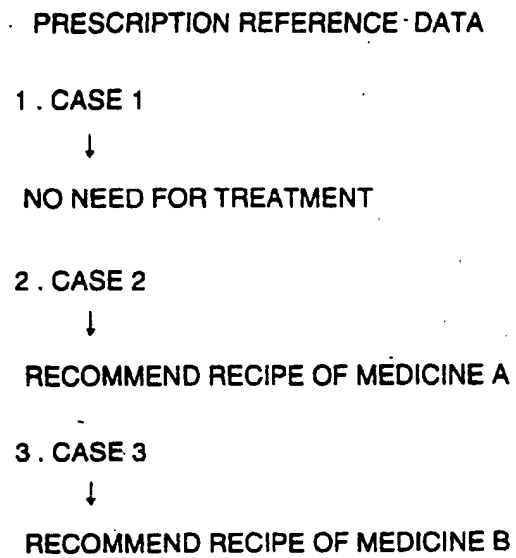 PRESCRIPTION REFERENCE DATA
1 . CASE 1
↓
NO NEED FOR TREATMENT
2 . CASE 2
↓
RECOMMEND RECIPE OF MEDICINE A
3 . CASE 3
↓
RECOMMEND RECIPE OF MEDICINE B